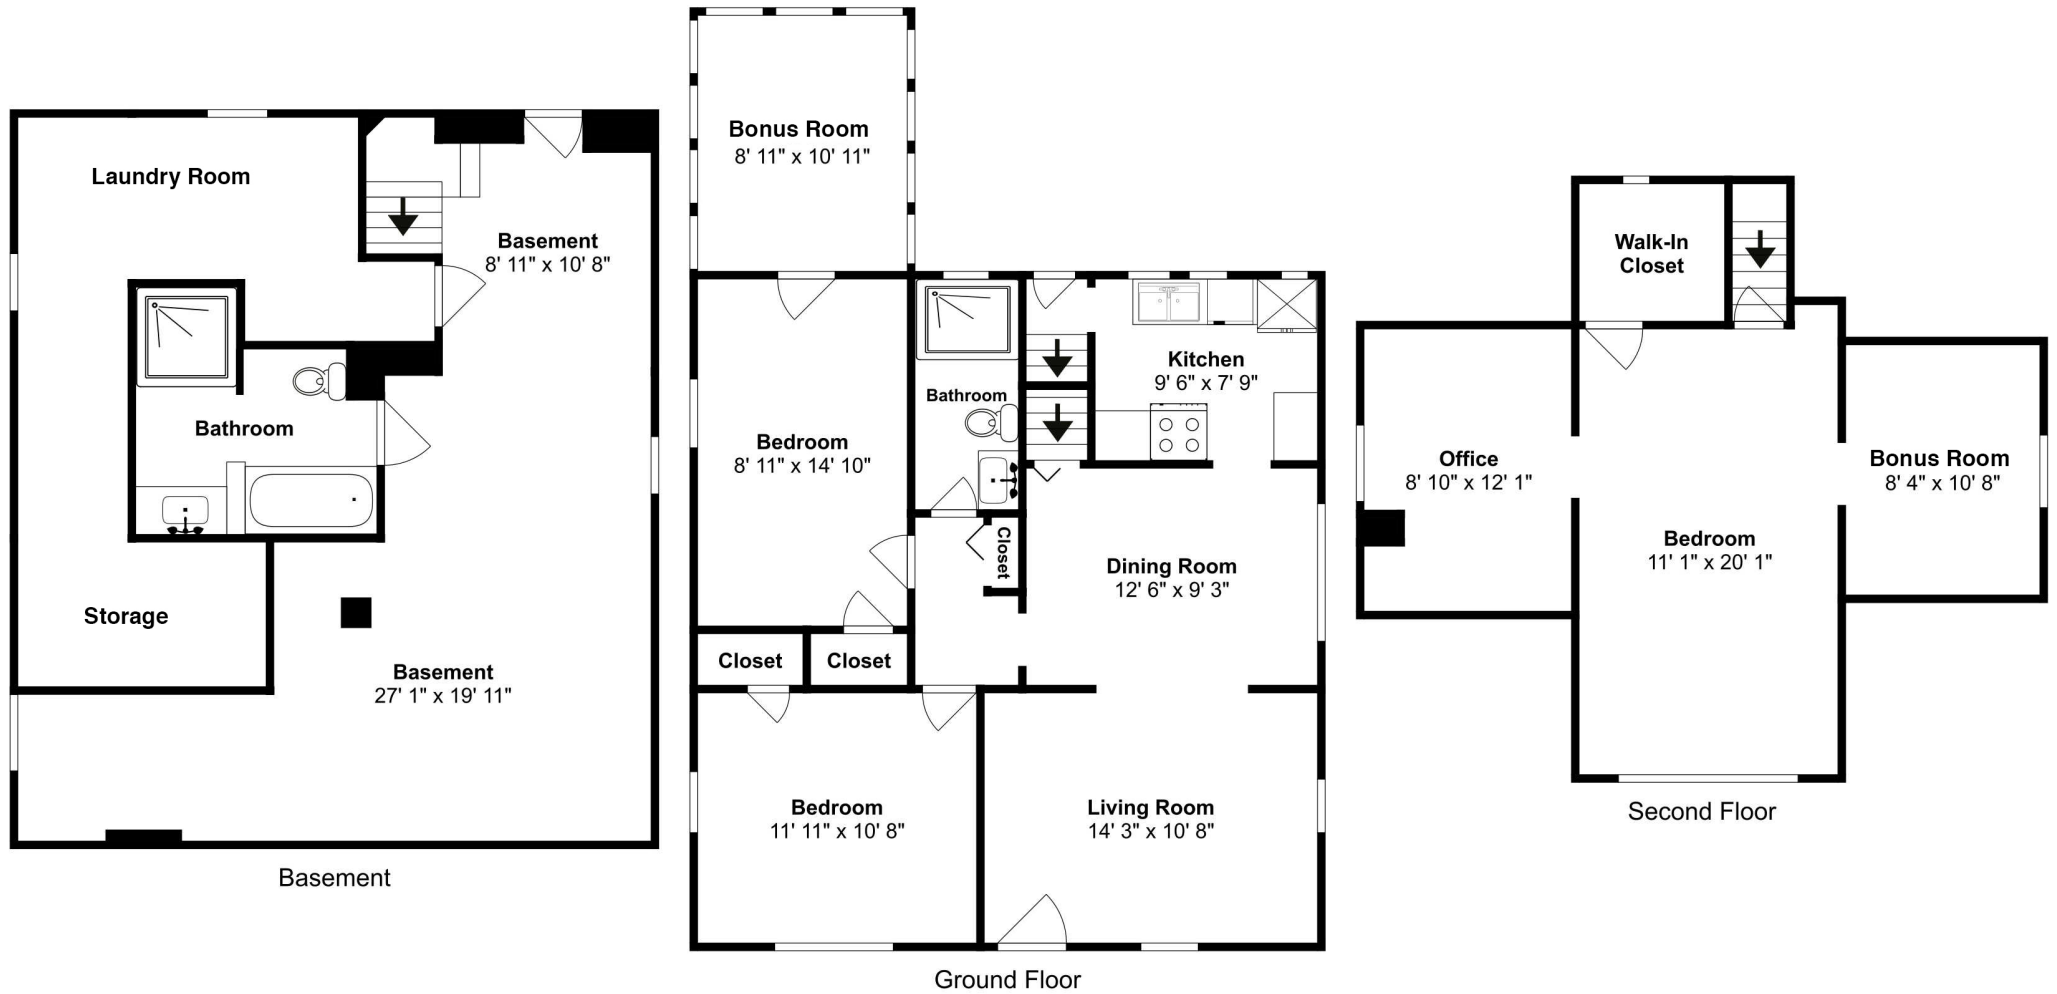 Laundry Room
Basement
8' 11" x 10' 8"
Bathroom
Storage
Basement
27' 1" x 19' 11"
Basement
Bonus Room
8' 11" x 10' 11"
Kitchen
9' 6" x 7' 9"
Bathroom
Bedroom
8' 11" x 14' 10"
Closet
Dining Room
12' 6" x 9' 3"
Closet
Closet
Bedroom
11' 11" x 10' 8"
Living Room
14' 3" x 10' 8"
Ground Floor
Walk-In
Closet
Office
8' 10" x 12' 1"
Bonus Room
8' 4" x 10' 8"
Bedroom
11' 1" x 20' 1"
Second Floor